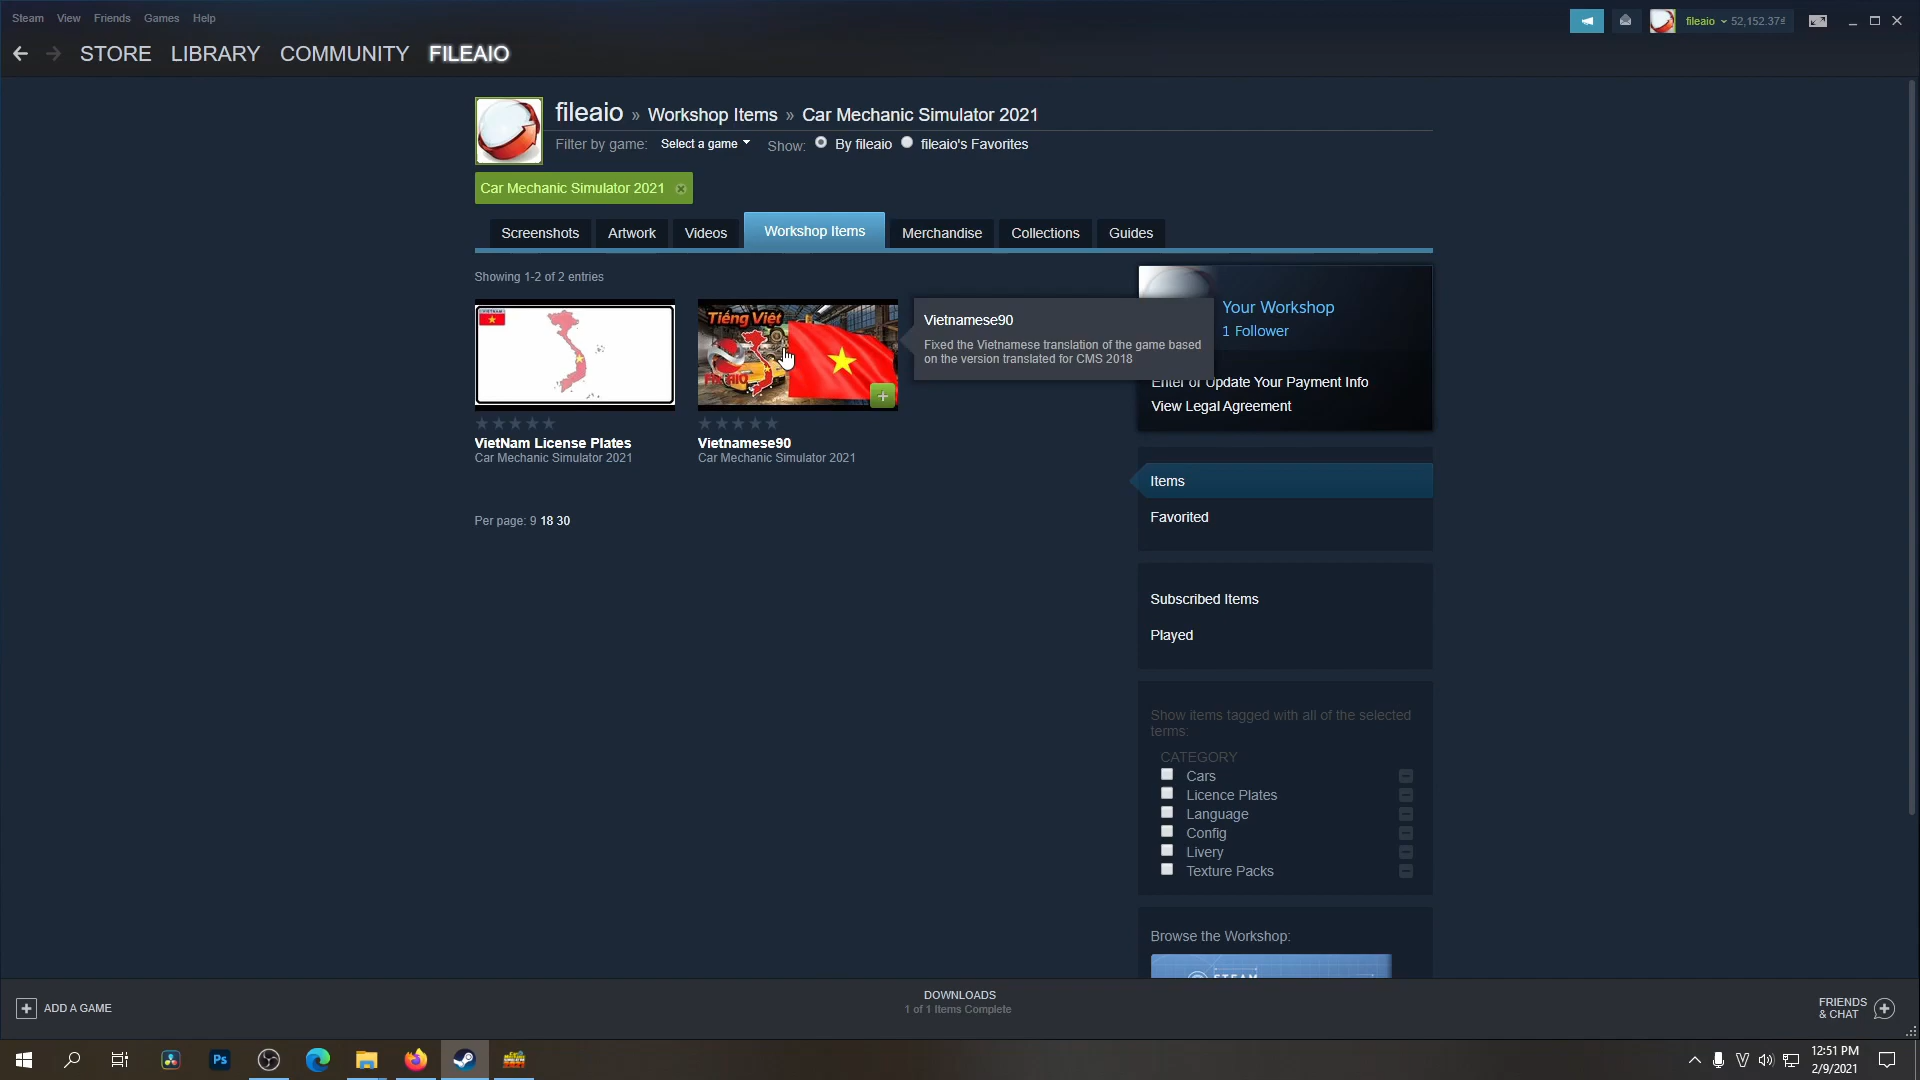 Steam View Friends Games Help
fileaio 52,152.37₫
STORE LIBRARY COMMUNITY FILEAIO
fileaio » Workshop Items » Car Mechanic Simulator 2021
Filter by game: Select a game Show: By fileaio fileaio's Favorites
Car Mechanic Simulator 2021
Screenshots Artwork Videos Workshop Items Merchandise Collections Guides
Showing 1-2 of 2 entries
VIETNAM
Tiếng Việt
Vietnamese90
Fixed the Vietnamese translation of the game based
on the version translated for CMS 2018
VietNam License Plates
Car Mechanic Simulator 2021
Vietnamese90
Car Mechanic Simulator 2021
Per page: 9 18 30
Your Workshop
1 Follower
Enter or Update Your Payment Info
View Legal Agreement
Items
Favorited
Subscribed Items
Played
Show items tagged with all of the selected
terms:
CATEGORY
Cars
Licence Plates
Language
Config
Livery
Texture Packs
Browse the Workshop:
STEAM
ADD A GAME
DOWNLOADS
1 of 1 Items Complete
FRIENDS
& CHAT
Ps
V
12:51 PM
2/9/2021